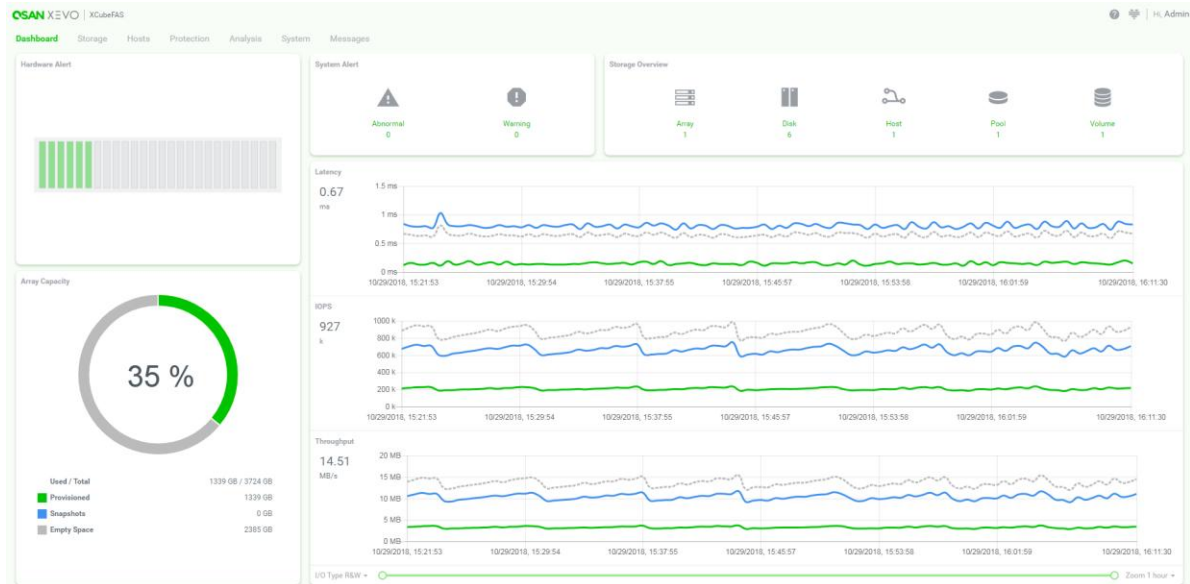 QSAN XEVO | XCubeFAS
Hi, Admin
Dashboard Storage Hosts Protection Analysis System Messages
Hardware Alert
System Alert
Abnormal
0
Warning
0
Storage Overview
Array
1
Disk
6
Host
1
Pool
1
Volume
1
Latency
0.67
ms
1.5 ms
1 ms
0.5 ms
0 ms
10/29/2018, 15:21:53 10/29/2018, 15:29:54 10/29/2018, 15:37:55 10/29/2018, 15:45:57 10/29/2018, 15:53:58 10/29/2018, 16:01:59 10/29/2018, 16:11:30
Array Capacity
35 %
Used / Total 1339 GB / 3724 GB
Provisioned 1339 GB
Snapshots 0 GB
Empty Space 2385 GB
IOPS
927
k
1000 k
800 k
600 k
400 k
200 k
0 k
10/29/2018, 15:21:53 10/29/2018, 15:29:54 10/29/2018, 15:37:55 10/29/2018, 15:45:57 10/29/2018, 15:53:58 10/29/2018, 16:01:59 10/29/2018, 16:11:30
Throughput
14.51
MB/s
20 MB
15 MB
10 MB
5 MB
0 MB
10/29/2018, 15:21:53 10/29/2018, 15:29:54 10/29/2018, 15:37:55 10/29/2018, 15:45:57 10/29/2018, 15:53:58 10/29/2018, 16:01:59 10/29/2018, 16:11:30
I/O Type R&W
Zoom 1 hour